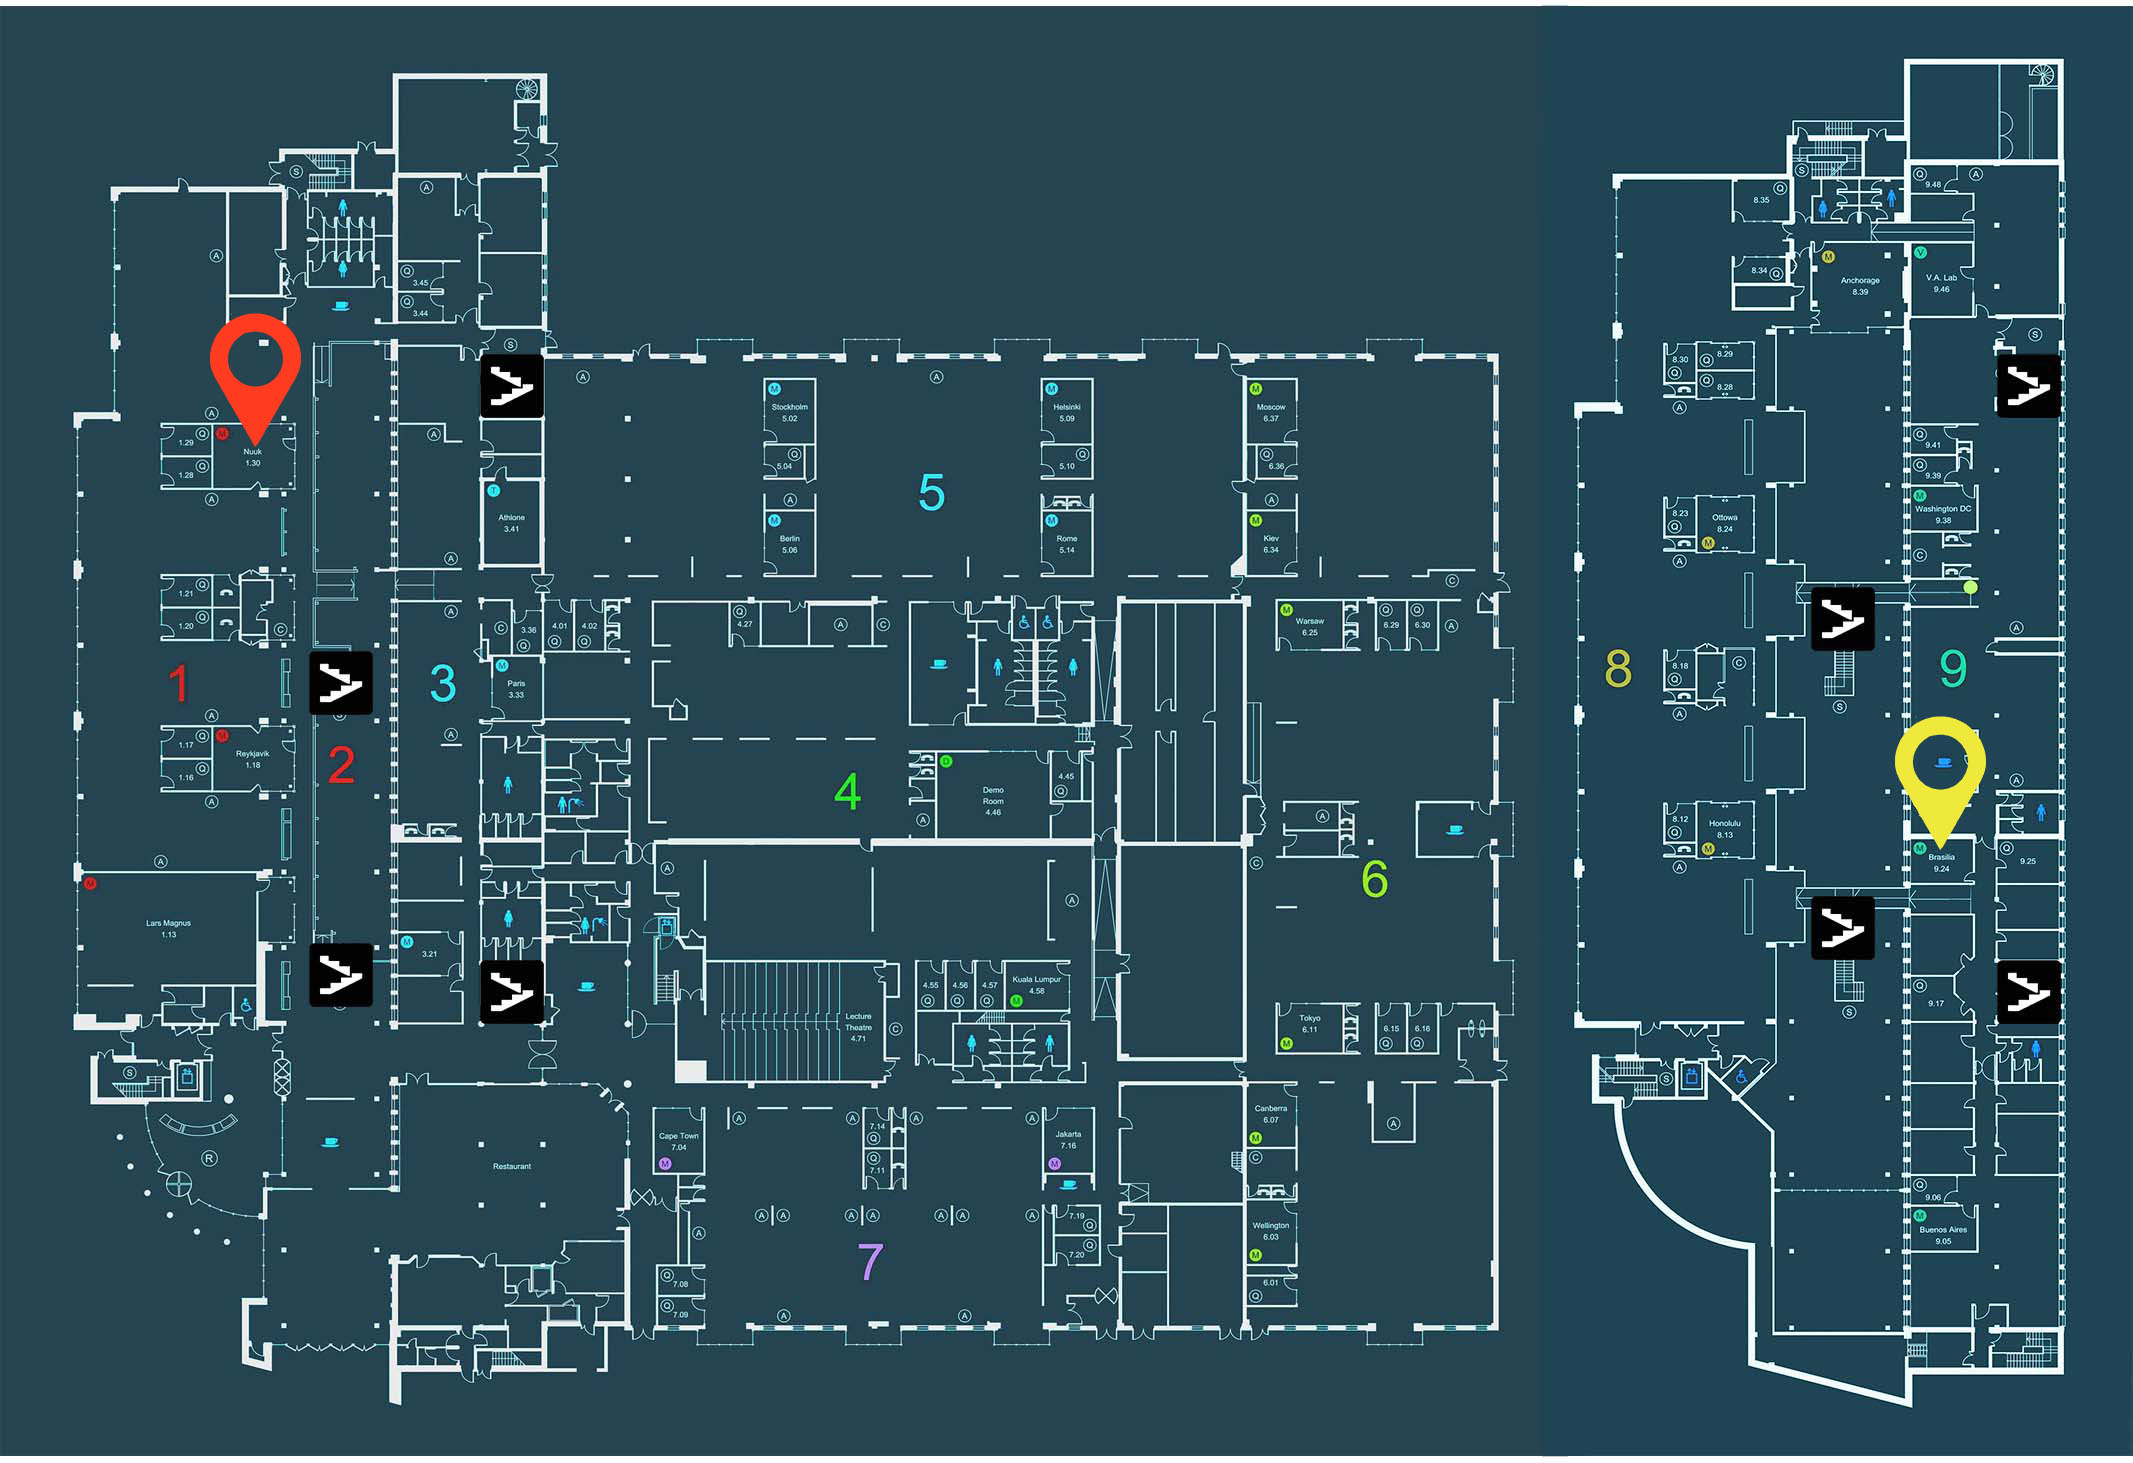 S
A
A
Q
3.45
Q
3.44
S
A
A
M
Stockholm
5.02
Q
5.04
A
M
Berlin
5.06
5
M
Helsinki
5.09
Q
5.10
M
Rome
5.14
M
Moscow
6.37
Q
6.36
A
M
Kiev
6.34
C
A
1.29
Q
M
Nuuk
1.30
1.28
Q
A
A
T
Athlone
3.41
A
1.21
Q
1.20
Q
C
1
A
1.17
Q
M
Reykjavik
1.18
1.16
Q
A
2
3
A
C
3.36
Q
4.01
Q
4.02
Q
M
Paris
3.33
A
Q
4.27
A
C
4
D
Demo
Room
4.46
4.45
Q
A
M
Warsaw
6.25
Q
6.29
Q
6.30
A
A
C
6
A
M
Lars Magnus
1.13
M
3.21
A
A
Lecture
Theatre
4.71
C
4.55
Q
4.56
Q
4.57
Q
Kuala Lumpur
4.58
M
Tokyo
6.11
M
6.15
Q
6.16
Q
S
R
Restaurant
Cape Town
7.04
M
A
A
7.14
Q
Q
7.11
A
A
Jakarta
7.16
M
A
A
A
A
A
A
A
A
7
7.19
Q
Q
7.20
Q
7.08
Q
7.09
A
A
Canberra
6.07
M
C
Wellington
6.03
M
6.01
Q
A
S
Q
8.35
8.34
Q
M
Anchorage
8.39
Q
9.48
A
V
V.A. Lab
9.46
S
8.30
Q
Q
8.29
Q
8.28
A
Q
9.41
Q
9.39
M
Washington DC
9.38
C
8.23
Q
Ottowa
8.24
M
A
A
8
8.18
Q
C
A
S
9
A
8.12
Q
Honolulu
8.13
M
A
M
Brasilia
9.24
Q
9.25
Q
9.17
S
S
Q
9.06
M
Buenos Aires
9.05